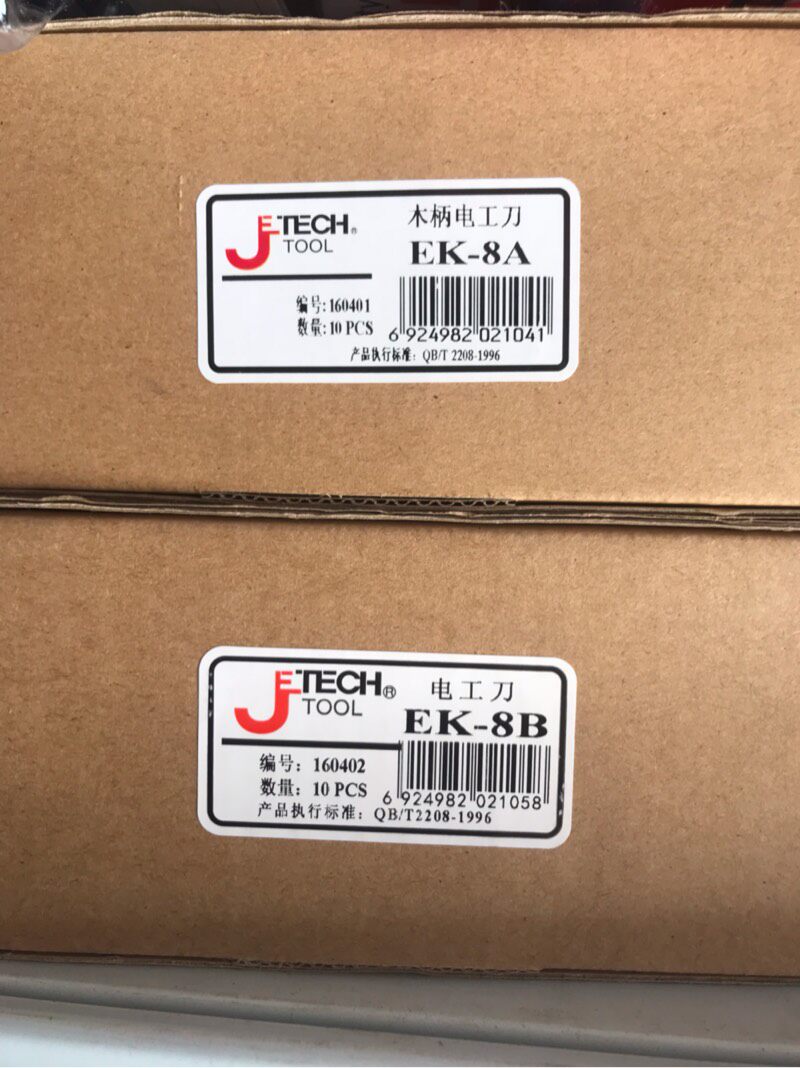 JETECH®
TOOL
木柄电工刀
EK-8A
编号:160401
数量:10 PCS
6 924982 021041
产品执行标准: QB/T 2208-1996
JETECH®
TOOL
电工刀
EK-8B
编号: 160402
数量: 10 PCS
6 924982 021058
产品执行标准: QB/T2208-1996